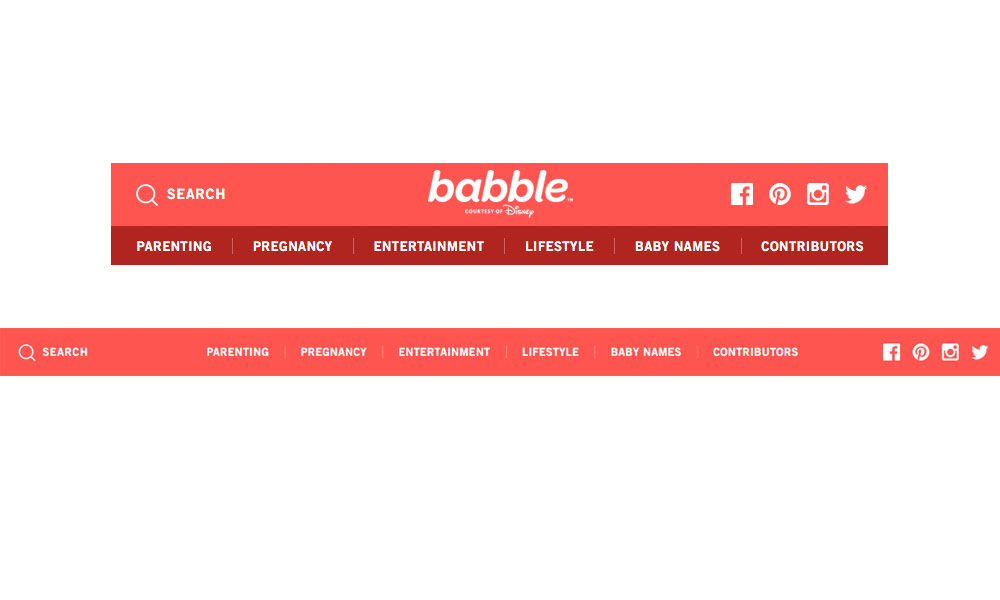 SEARCH
babble™
COURTESY OF Disney
PARENTING PREGNANCY ENTERTAINMENT LIFESTYLE BABY NAMES CONTRIBUTORS
SEARCH PARENTING PREGNANCY ENTERTAINMENT LIFESTYLE BABY NAMES CONTRIBUTORS